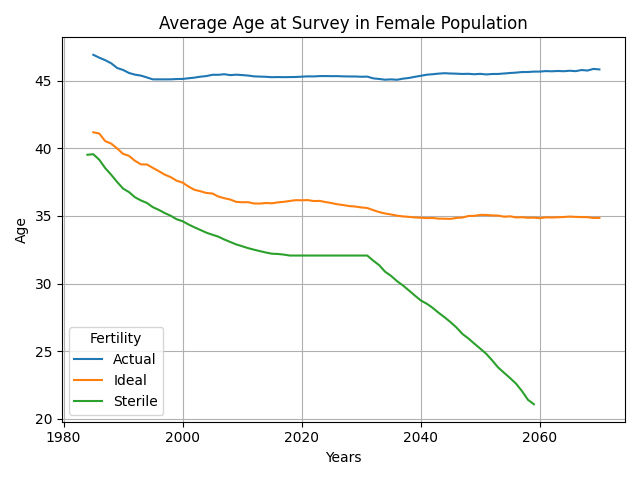 Average Age at Survey in Female Population
Age
45
40
35
30
25
20
Fertility
Actual
Ideal
Sterile
1980
2000
2020
2040
2060
Years